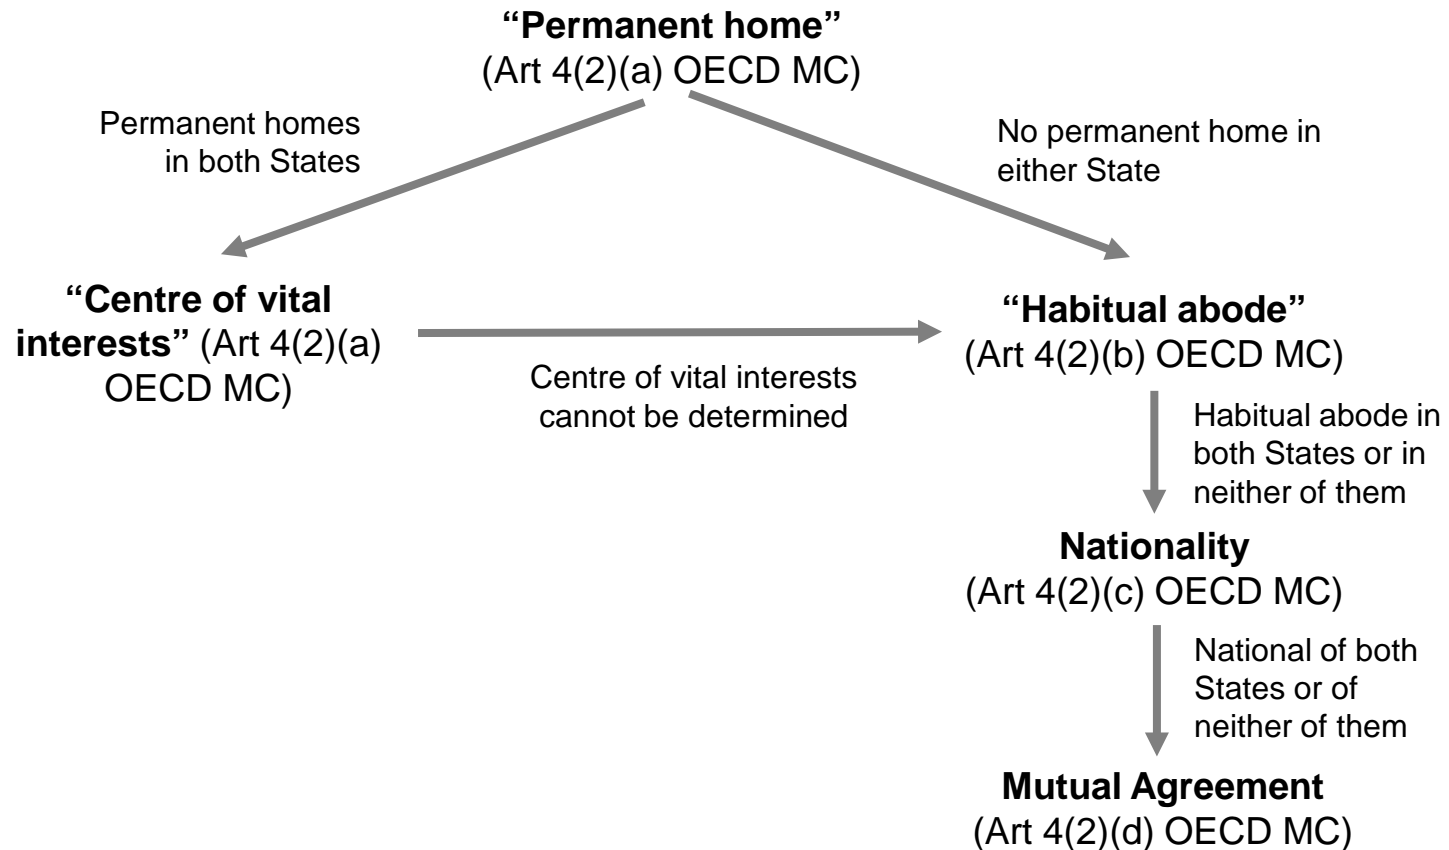 “Permanent home”
(Art 4(2)(a) OECD MC)
Permanent homes
in both States
No permanent home in
either State
“Centre of vital
interests” (Art 4(2)(a)
OECD MC)
Centre of vital interests
cannot be determined
“Habitual abode”
(Art 4(2)(b) OECD MC)
Habitual abode in
both States or in
neither of them
Nationality
(Art 4(2)(c) OECD MC)
National of both
States or of
neither of them
Mutual Agreement
(Art 4(2)(d) OECD MC)